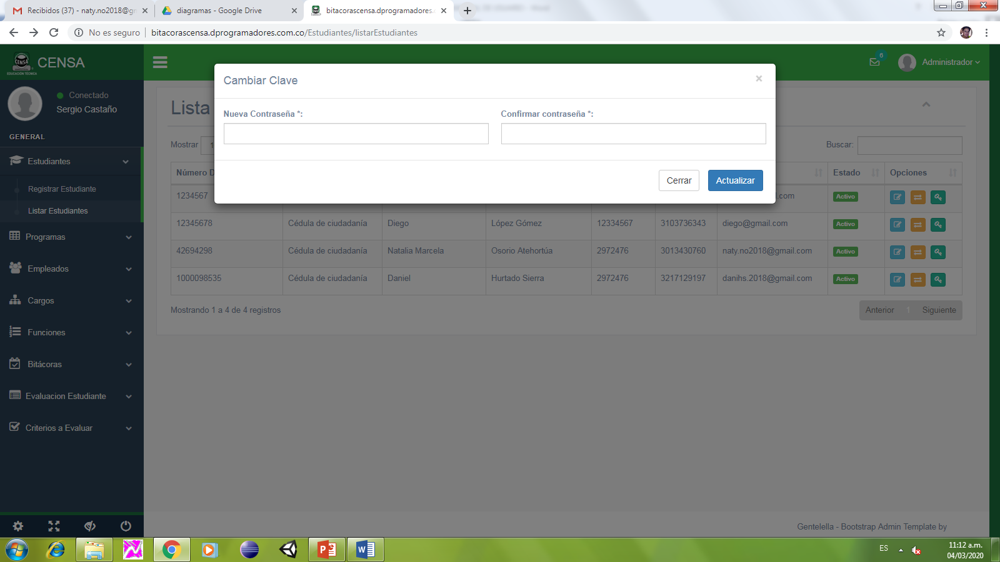 Recibidos (37) - naty.no2018@g
diagramas - Google Drive
bitacorascensa.dprogramadores.
No es seguro
bitacorascensa.dprogramadores.com.co/Estudiantes/listarEstudiantes
CENSA
EDUCACIÓN TÉCNICA
CENSA
6
Administrador
Conectado
Sergio Castaño
GENERAL
Estudiantes
Registrar Estudiante
Listar Estudiantes
Programas
Empleados
Cargos
Funciones
Bitácoras
Evaluacion Estudiante
Criterios a Evaluar
Cambiar Clave
×
Nueva Contraseña *:
Confirmar contraseña *:
Cerrar
Actualizar
Lista
Mostrar 1
Buscar:
Número D Estado Opciones
1234567 .com Activo
12345678 Cédula de ciudadanía Diego López Gómez 12334567 3103736343 diego@gmail.com Activo
42694298 Cédula de ciudadanía Natalia Marcela Osorio Atehortúa 2972476 3013430760 naty.no2018@gmail.com Activo
1000098535 Cédula de ciudadanía Daniel Hurtado Sierra 2972476 3217129197 danihs.2018@gmail.com Activo
Mostrando 1 a 4 de 4 registros
Anterior 1 Siguiente
Gentelella - Bootstrap Admin Template by
ES
11:12 a.m.
04/03/2020